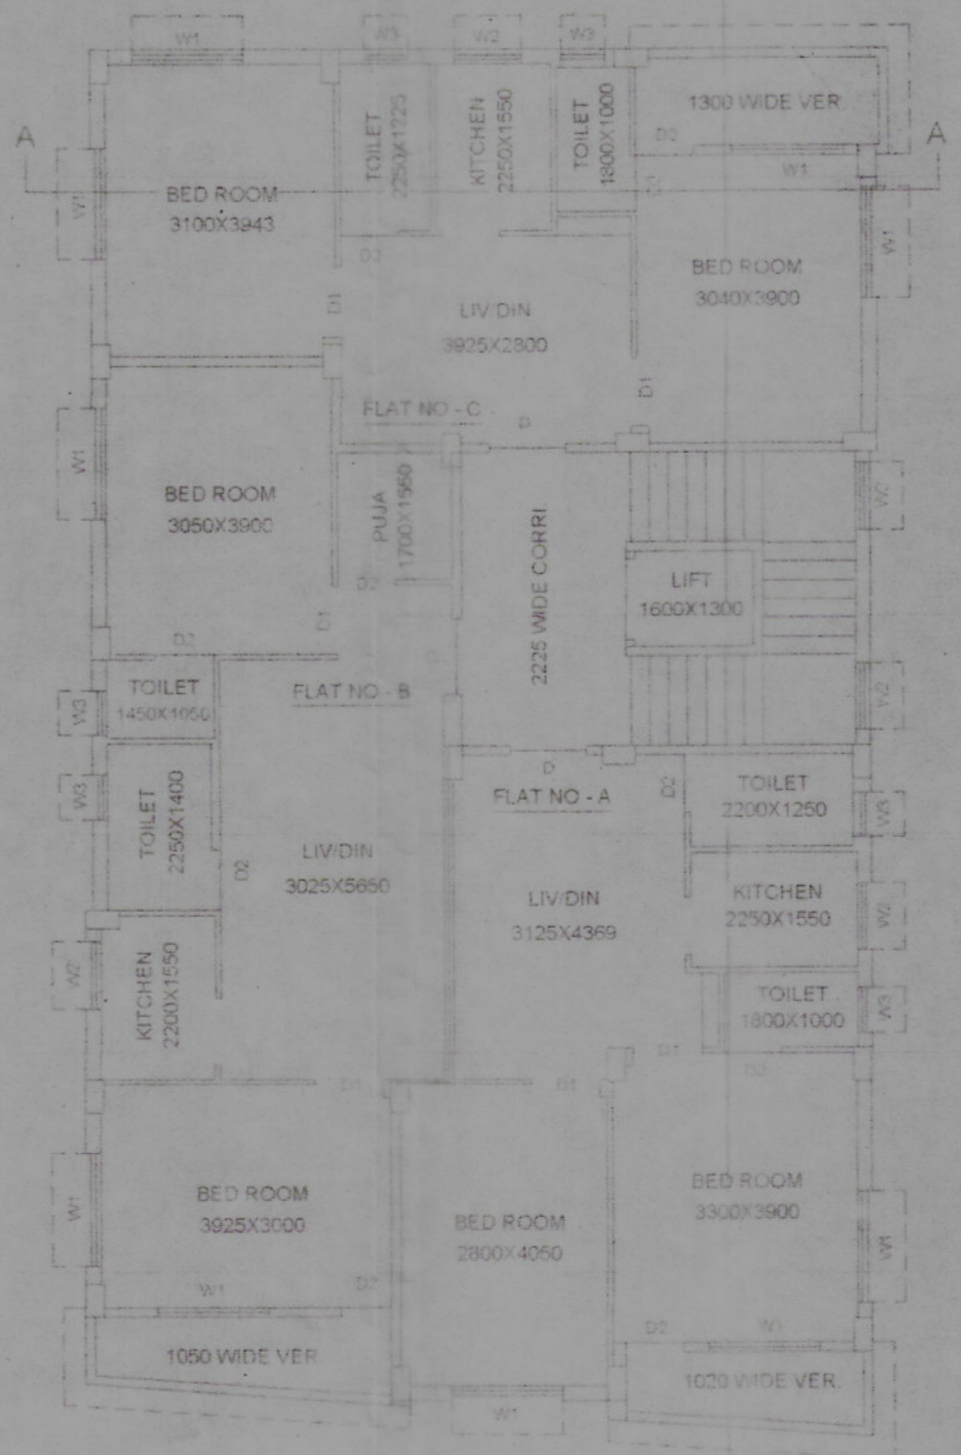 W1
W3
W2
W3
1300 WIDE VER
TOILET
2250X1225
KITCHEN
2250X1550
TOILET
1800X1000
D2
A
A
W1
D2
W1
BED ROOM
3100X3943
W1
D2
BED ROOM
3040X3900
LIV/DIN
3925X2800
D1
D1
FLAT NO - C
D
W1
BED ROOM
3050X3900
PUJA
1700X1550
W2
2225 WIDE CORRI
LIFT
1600X1300
D2
D1
D2
D
TOILET
1450X1050
FLAT NO - B
W3
W2
D
D2
TOILET
2200X1250
FLAT NO - A
W3
W3
TOILET
2250X1400
LIV/DIN
3025X5650
D2
LIV/DIN
3125X4369
KITCHEN
2250X1550
W2
W2
KITCHEN
2200X1550
TOILET
1800X1000
W3
D1
D1
D1
D2
BED ROOM
3925X3000
BED ROOM
2800X4050
BED ROOM
3300X3900
W1
W1
W1
D2
D2
W1
1050 WIDE VER
1020 WIDE VER.
W1